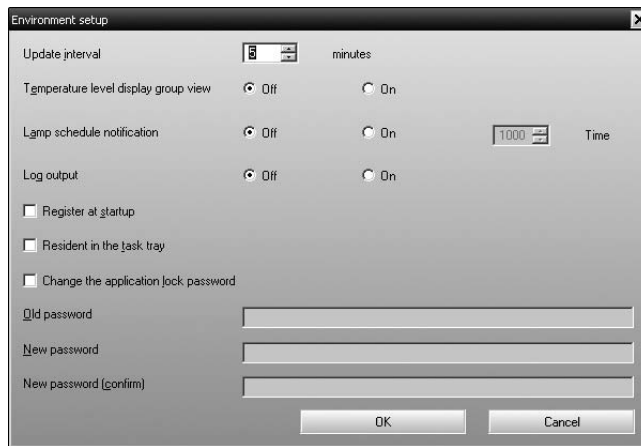 Environment setup
Update interval 5 minutes
Temperature level display group view Off On
Lamp schedule notification Off On 1000 Time
Log output Off On
Register at startup
Resident in the task tray
Change the application lock password
Old password
New password
New password (confirm)
OK Cancel